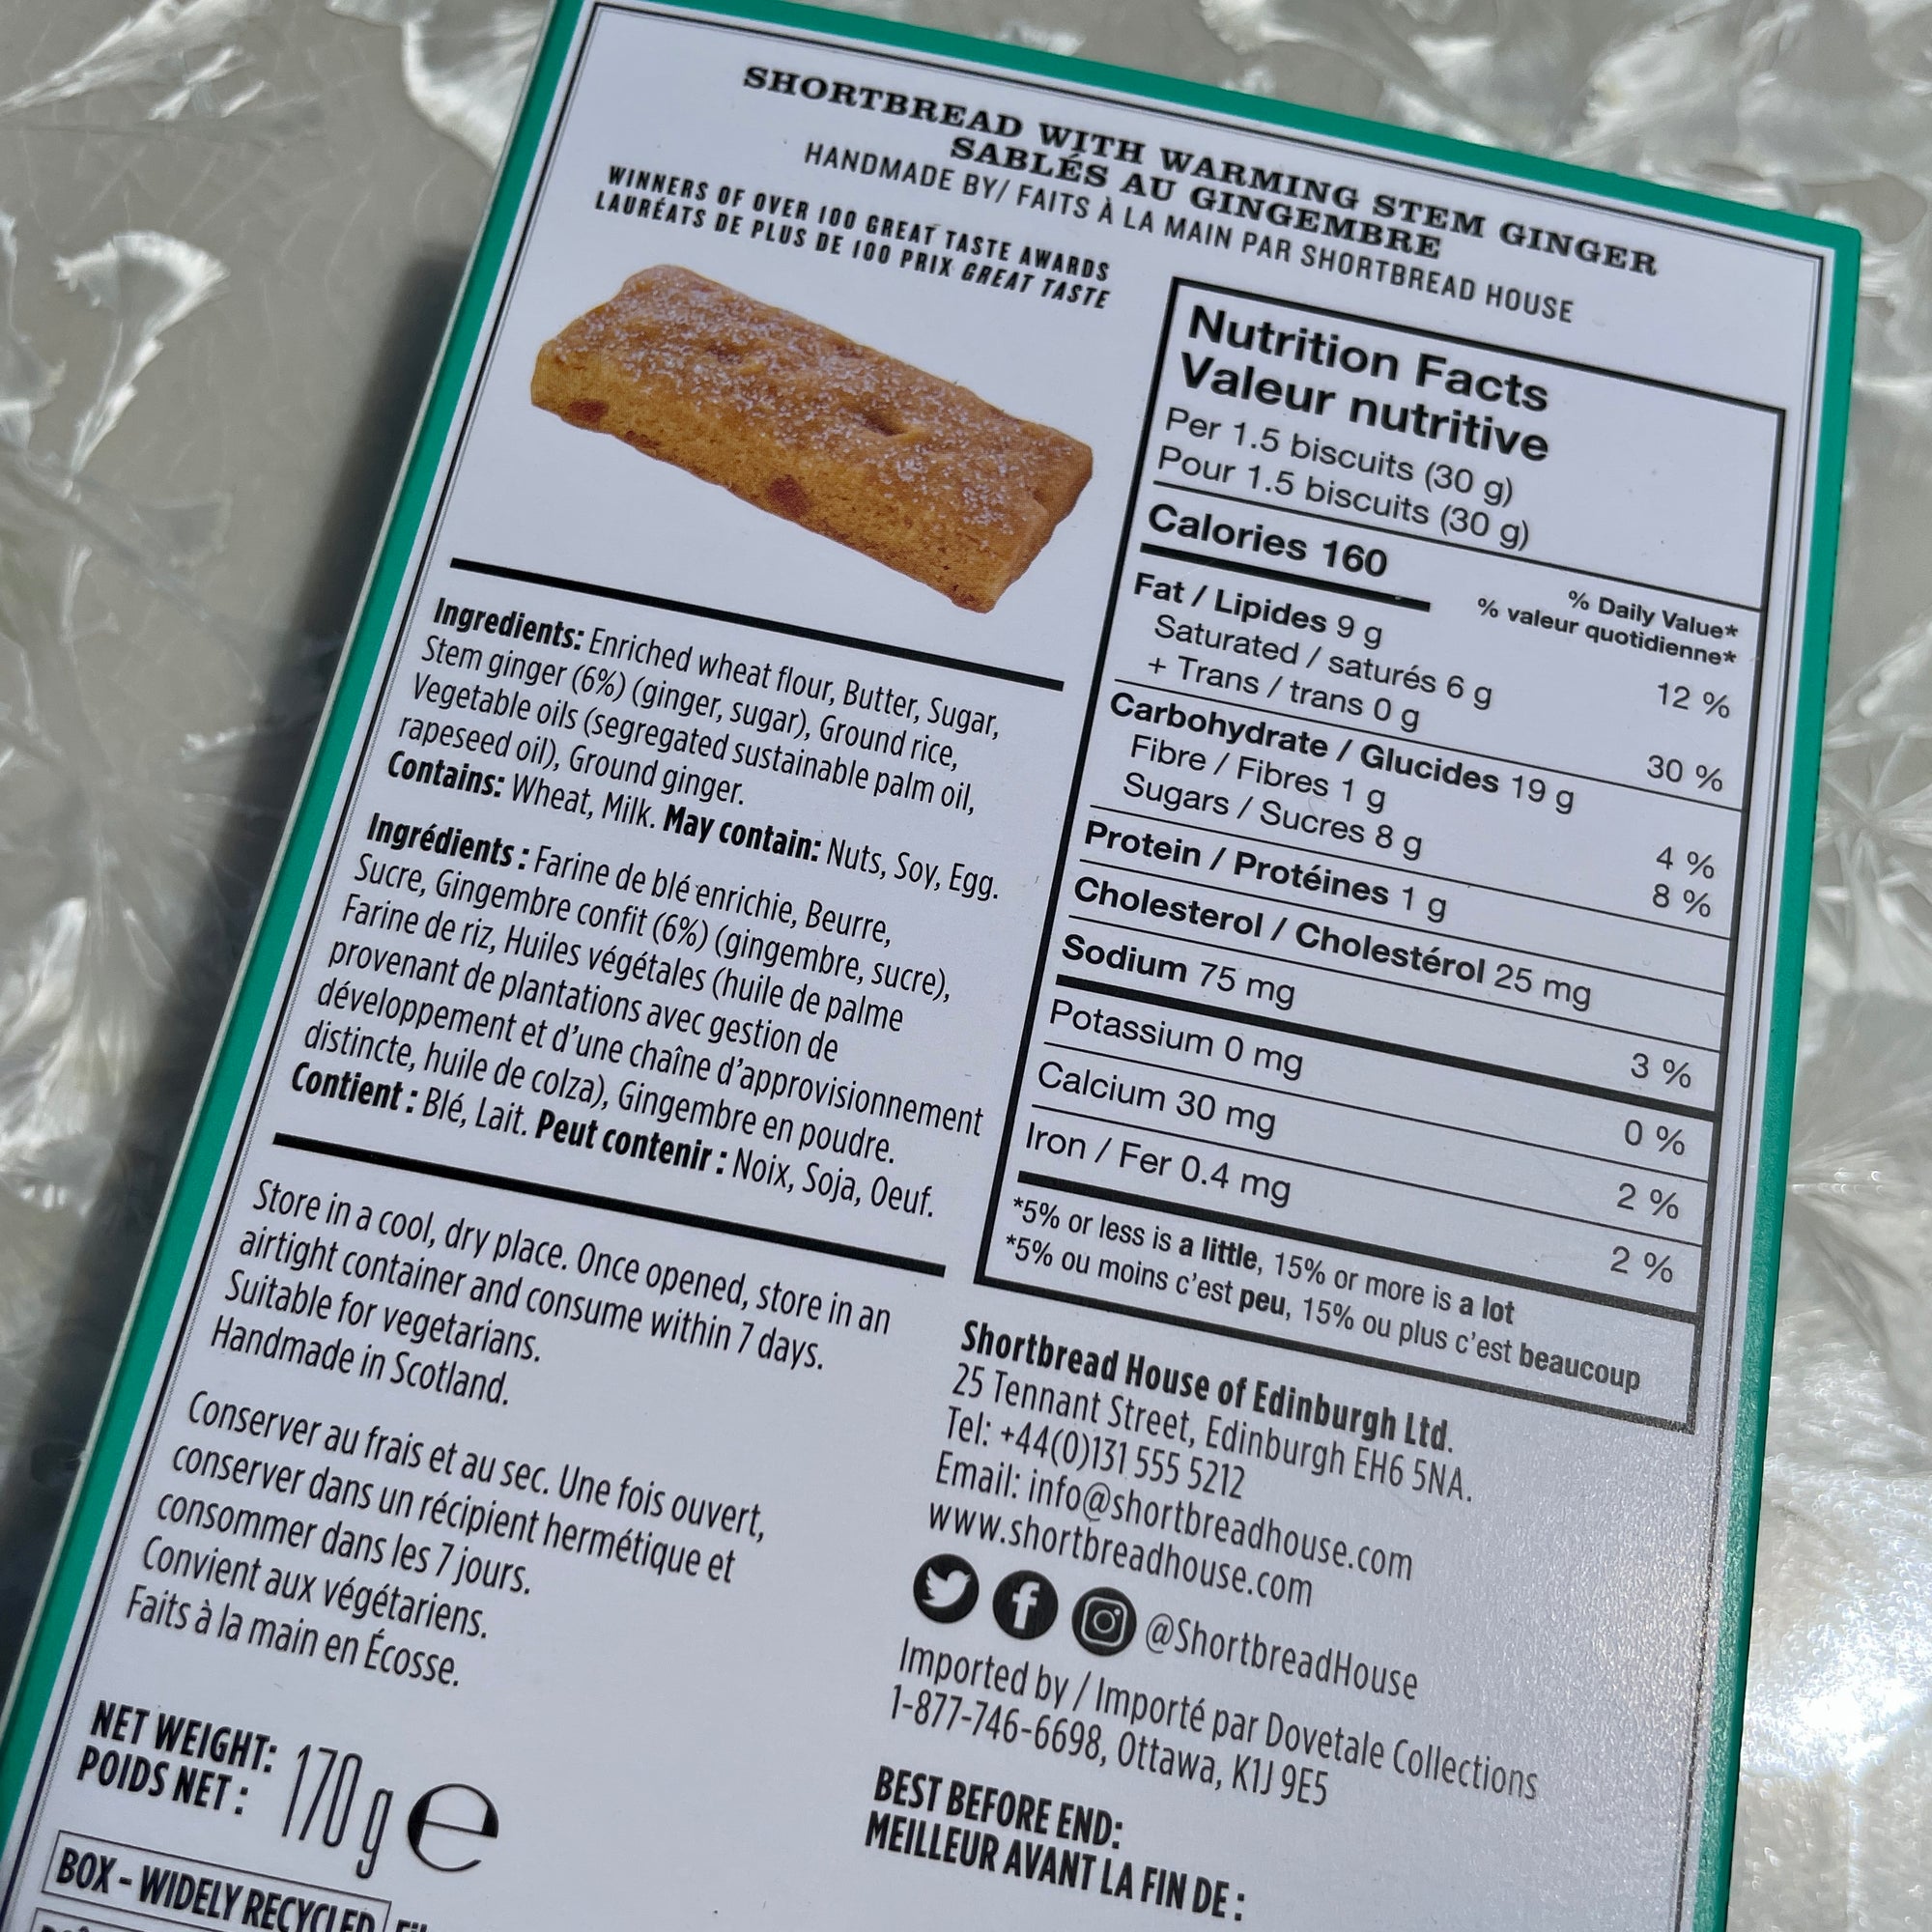 SHORTBREAD WITH WARMING STEM GINGER
SABLÉS AU GINGEMBRE
HANDMADE BY/ FAITS À LA MAIN PAR SHORTBREAD HOUSE
WINNERS OF OVER 100 GREAT TASTE AWARDS
LAURÉATS DE PLUS DE 100 PRIX GREAT TASTE
Ingredients: Enriched wheat flour, Butter, Sugar,
Stem ginger (6%) (ginger, sugar), Ground rice,
Vegetable oils (segregated sustainable palm oil,
rapeseed oil), Ground ginger.
Contains: Wheat, Milk. May contain: Nuts, Soy, Egg.
Ingrédients : Farine de blé enrichie, Beurre,
Sucre, Gingembre confit (6%) (gingembre, sucre),
Farine de riz, Huiles végétales (huile de palme
provenant de plantations avec gestion de
développement et d'une chaîne d'approvisionnement
distincte, huile de colza), Gingembre en poudre.
Contient : Blé, Lait. Peut contenir : Noix, Soja, Oeuf.
Store in a cool, dry place. Once opened, store in an
airtight container and consume within 7 days.
Suitable for vegetarians.
Handmade in Scotland.
Conserver au frais et au sec. Une fois ouvert,
conserver dans un récipient hermétique et
consommer dans les 7 jours.
Convient aux végétariens.
Faits à la main en Écosse.
NET WEIGHT:
POIDS NET :
170 g e
BOX - WIDELY RECYCLED
Nutrition Facts
Valeur nutritive
Per 1.5 biscuits (30 g)
Pour 1.5 biscuits (30 g)
Calories 160
% Daily Value*
% valeur quotidienne*
Fat / Lipides 9 g 12 %
Saturated / saturés 6 g
+ Trans / trans 0 g 30 %
Carbohydrate / Glucides 19 g
Fibre / Fibres 1 g 4 %
Sugars / Sucres 8 g 8 %
Protein / Protéines 1 g
Cholesterol / Cholestérol 25 mg
Sodium 75 mg 3 %
Potassium 0 mg 0 %
Calcium 30 mg 2 %
Iron / Fer 0.4 mg 2 %
*5% or less is a little, 15% or more is a lot
*5% ou moins c'est peu, 15% ou plus c'est beaucoup
Shortbread House of Edinburgh Ltd.
25 Tennant Street, Edinburgh EH6 5NA.
Tel: +44(0)131 555 5212
Email: info@shortbreadhouse.com
www.shortbreadhouse.com
@ShortbreadHouse
Imported by / Importé par Dovetale Collections
1-877-746-6698, Ottawa, K1J 9E5
BEST BEFORE END:
MEILLEUR AVANT LA FIN DE :